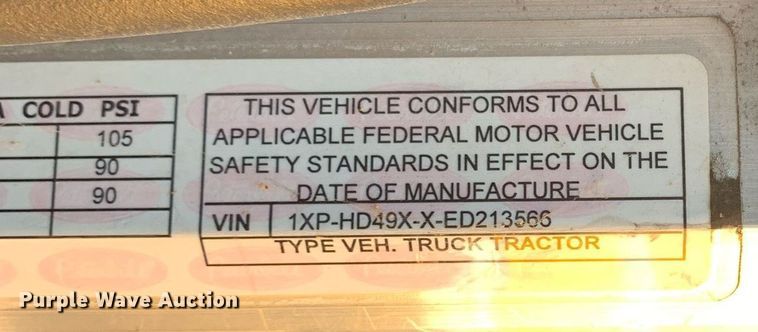 COLD PSI
105
90
90
THIS VEHICLE CONFORMS TO ALL
APPLICABLE FEDERAL MOTOR VEHICLE
SAFETY STANDARDS IN EFFECT ON THE
DATE OF MANUFACTURE
VIN 1XP-HD49X-X-ED213566
TYPE VEH. TRUCK TRACTOR
Purple Wave Auction